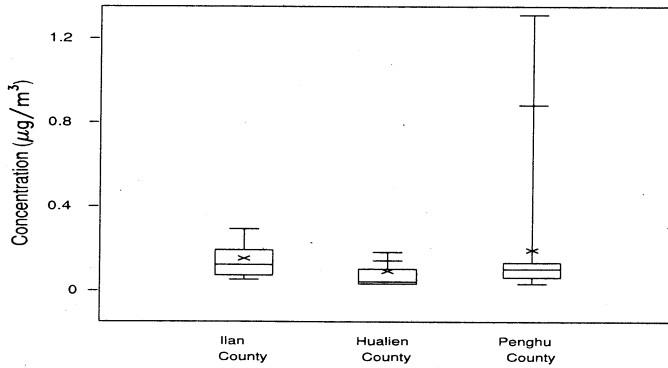 1.2
0.8
0.4
0
Concentration (μg/m³)
Ilan
County
Hualien
County
Penghu
County